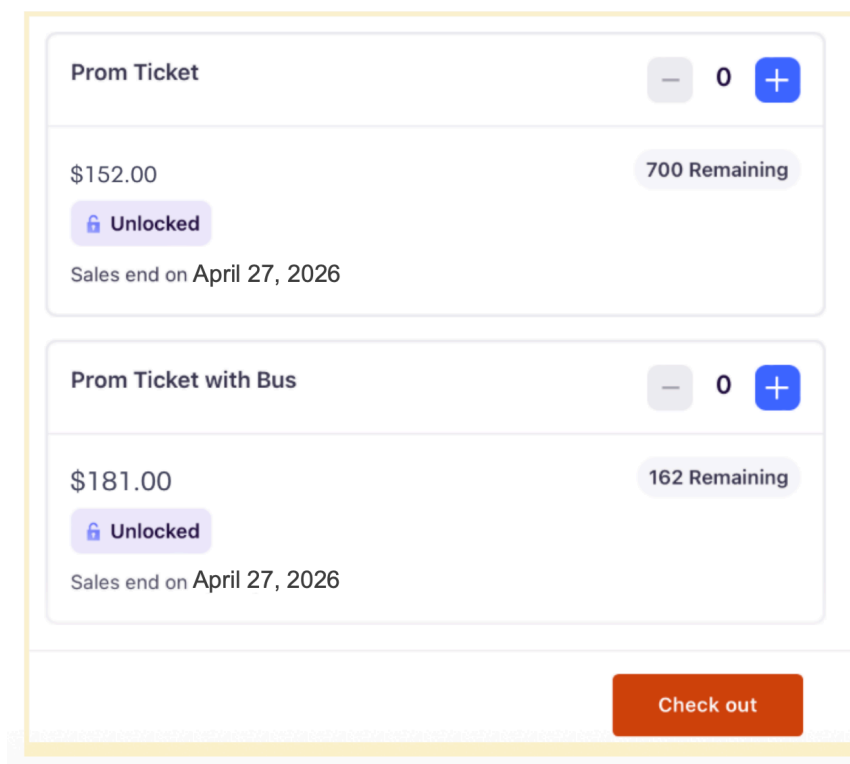 Prom Ticket
− 0 +
$152.00
700 Remaining
Unlocked
Sales end on April 27, 2026
Prom Ticket with Bus
− 0 +
$181.00
162 Remaining
Unlocked
Sales end on April 27, 2026
Check out